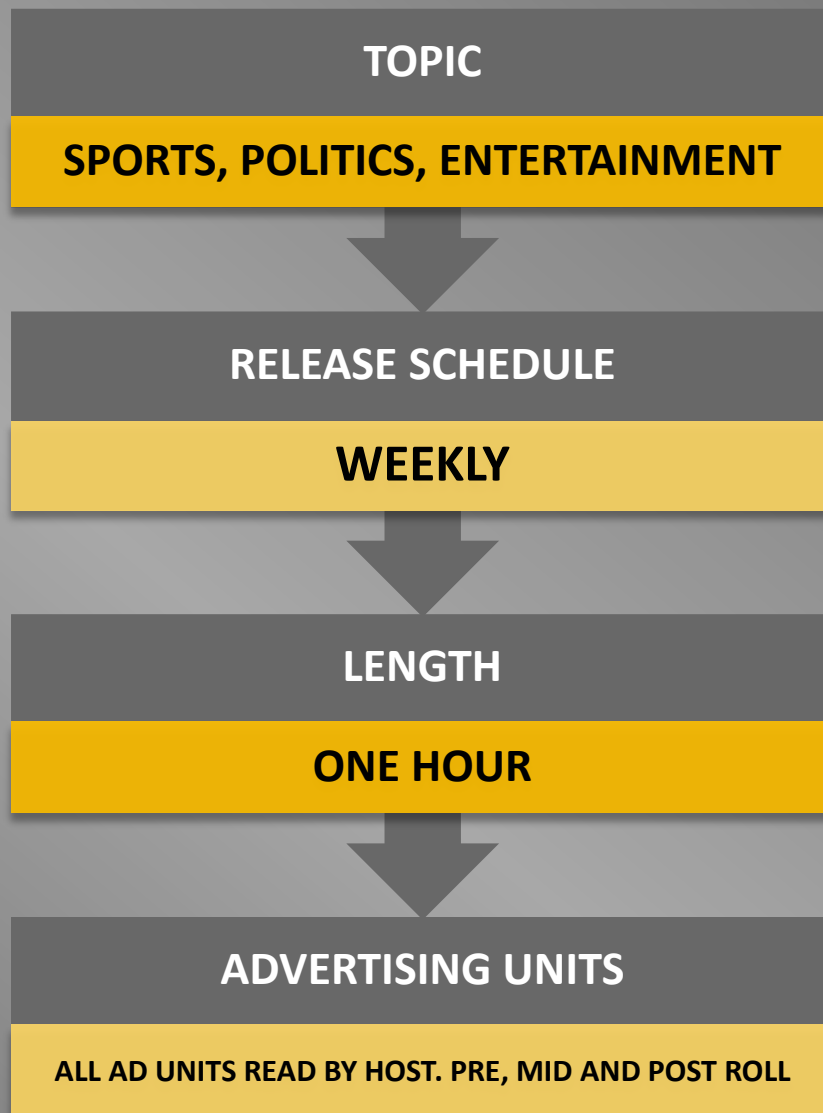 TOPIC
SPORTS, POLITICS, ENTERTAINMENT
RELEASE SCHEDULE
WEEKLY
LENGTH
ONE HOUR
ADVERTISING UNITS
ALL AD UNITS READ BY HOST. PRE, MID AND POST ROLL